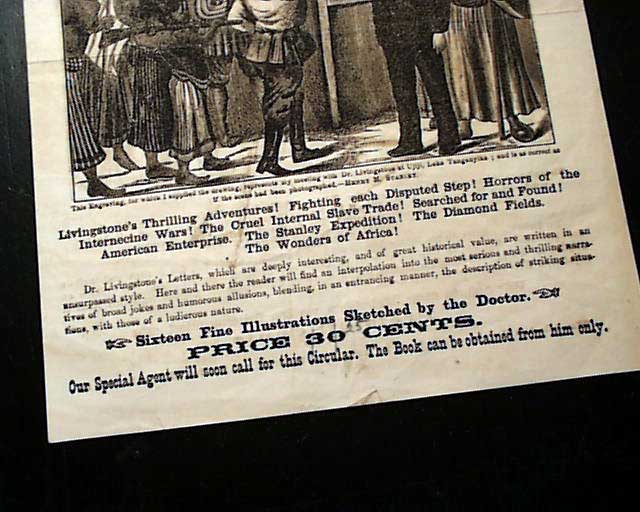 This Engraving, for which I supplied the drawing, represents my meeting with Dr. Livingstone at Ujiji, Lake Tanganyika ; and is as correct as
if the scene had been photographed.—HENRY M. STANLEY.
Livingstone's Thrilling Adventures! Fighting each Disputed Step! Horrors of the
Internecine Wars! The Cruel Internal Slave Trade! Searched for and Found!
American Enterprise. The Stanley Expedition! The Diamond Fields.
The Wonders of Africa!
Dr. Livingstone's Letters, which are deeply interesting, and of great historical value, are written in an
unsurpassed style. Here and there the reader will find an interpolation into the most serious and thrilling narra-
tives of broad jokes and humorous allusions, blending, in an entrancing manner, the description of striking situa-
tions, with those of a ludicrous nature.
Sixteen Fine Illustrations Sketched by the Doctor.
PRICE 30 CENTS.
Our Special Agent will soon call for this Circular. The Book can be obtained from him only.